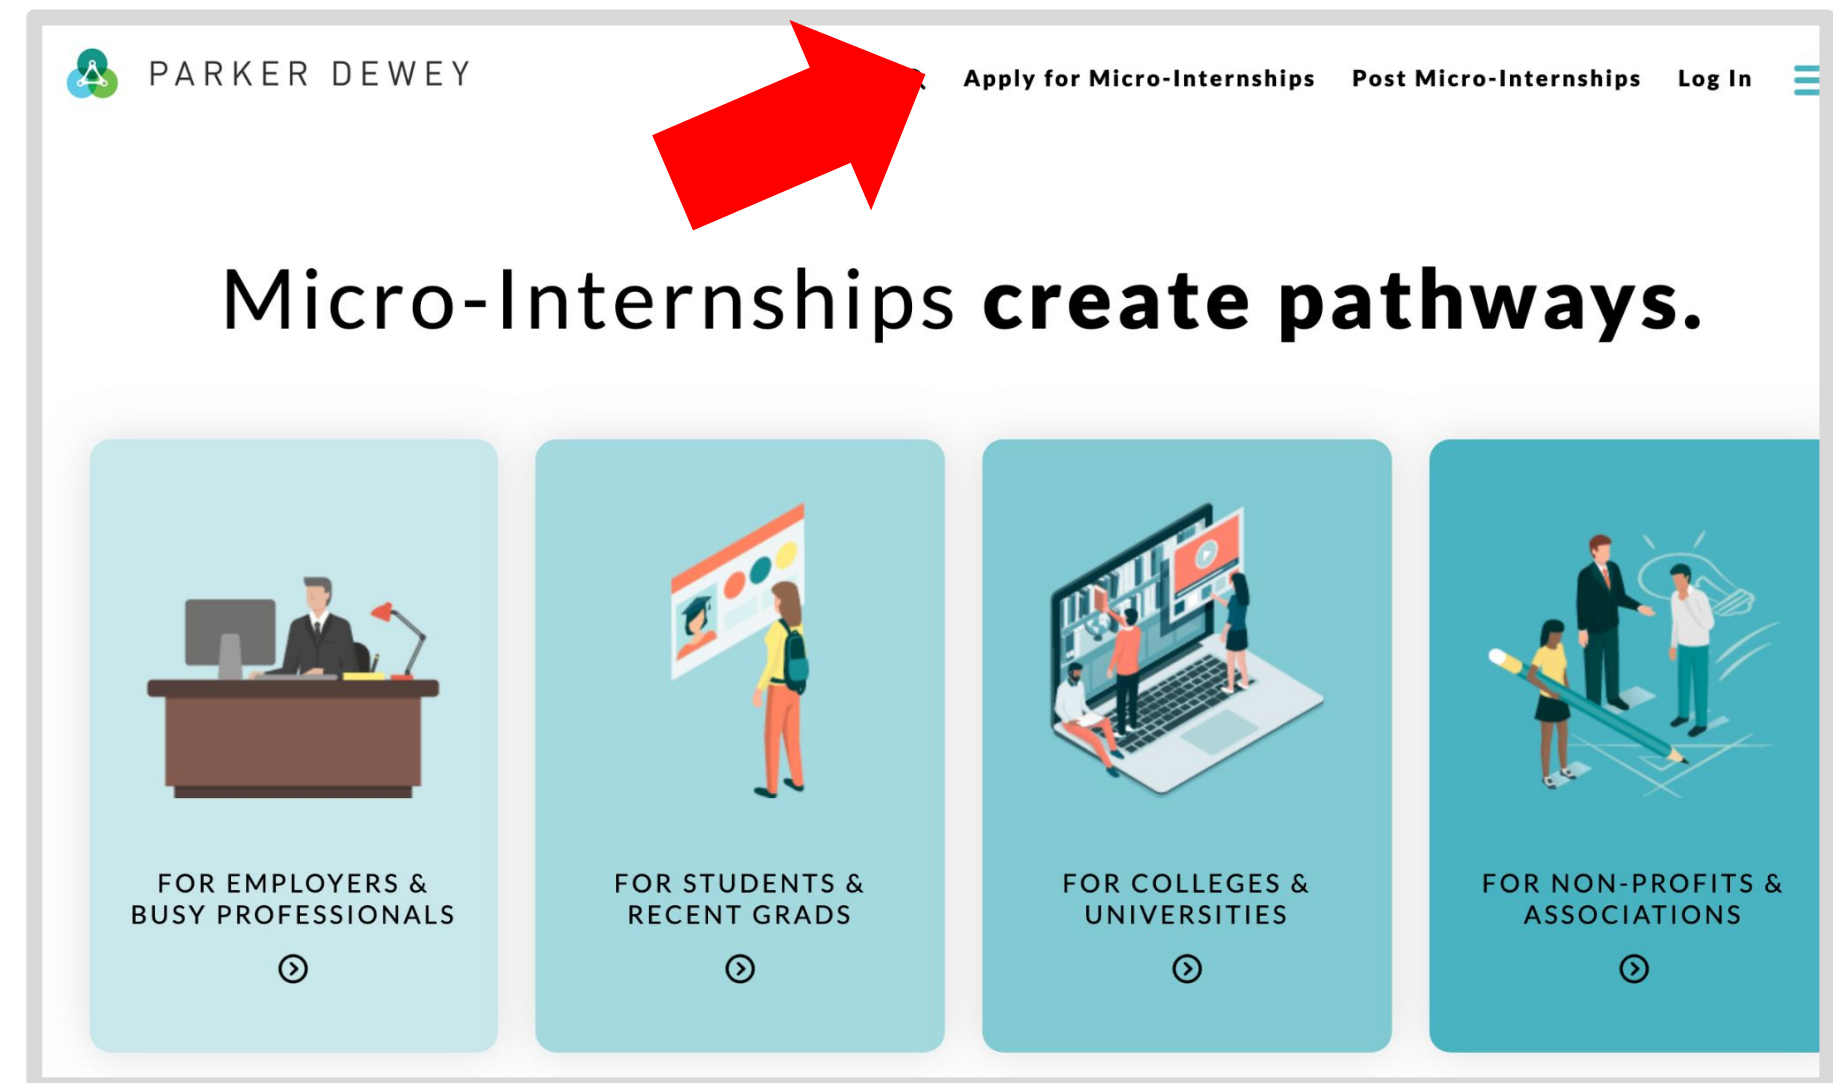 PARKER DEWEY
Apply for Micro-Internships Post Micro-Internships Log In
Micro-Internships create pathways.
FOR EMPLOYERS &
BUSY PROFESSIONALS
FOR STUDENTS &
RECENT GRADS
FOR COLLEGES &
UNIVERSITIES
FOR NON-PROFITS &
ASSOCIATIONS